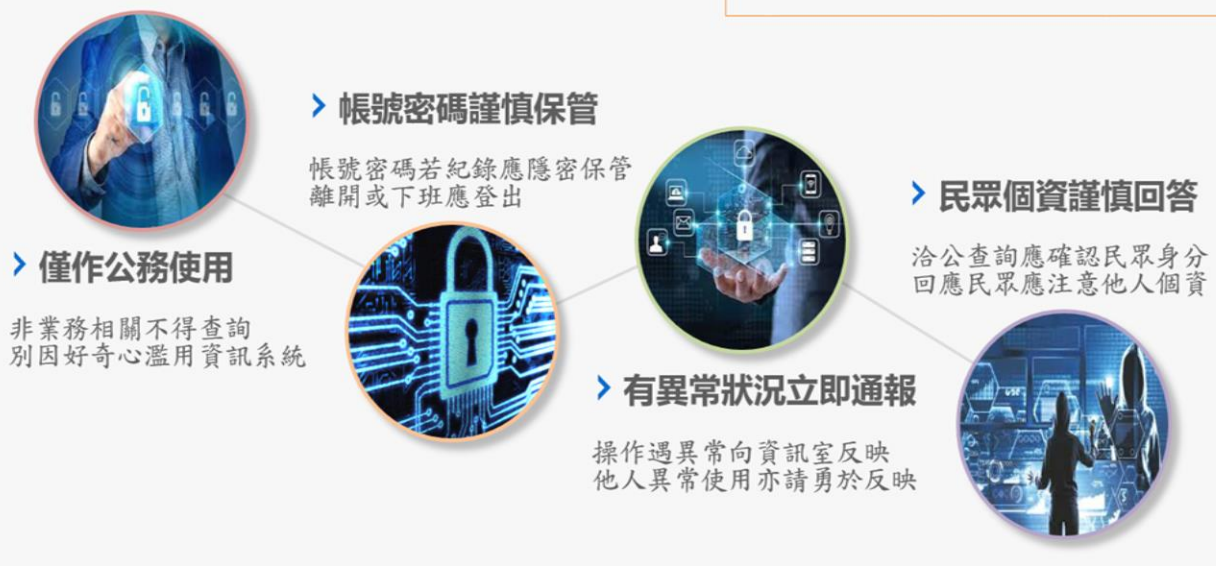 僅作公務使用
非業務相關不得查詢
別因好奇心濫用資訊系統
帳號密碼謹慎保管
帳號密碼若紀錄應隱密保管
離開或下班應登出
有異常狀況立即通報
操作遇異常向資訊室反映
他人異常使用亦請勇於反映
民眾個資謹慎回答
洽公查詢應確認民眾身分
回應民眾應注意他人個資